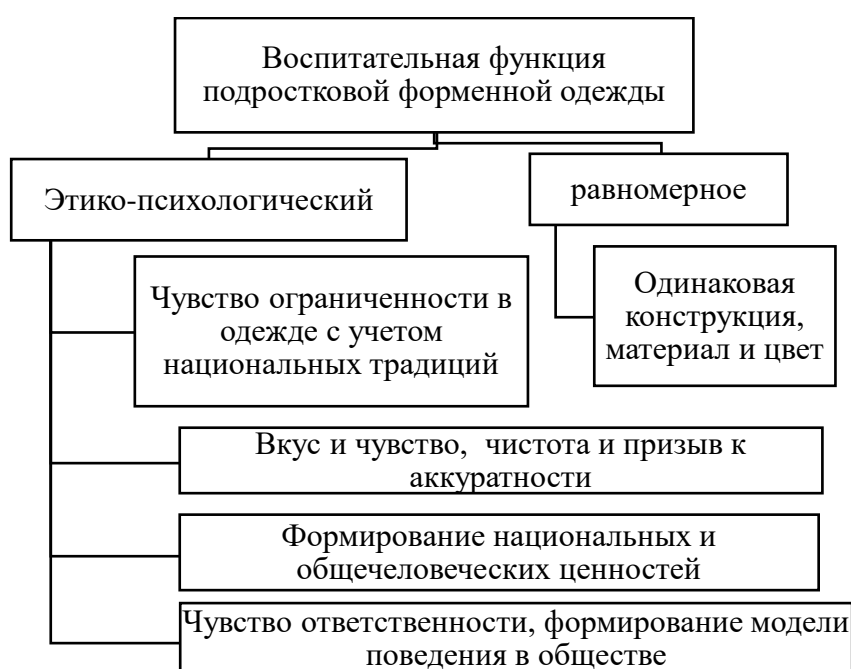 Воспитательная функция
подростковой форменной одежды
Этико-психологический
равномерное
Чувство ограниченности в
одежде с учетом
национальных традиций
Одинаковая
конструкция,
материал и цвет
Вкус и чувство, чистота и призыв к
аккуратности
Формирование национальных и
общечеловеческих ценностей
Чувство ответственности, формирование модели
поведения в обществе